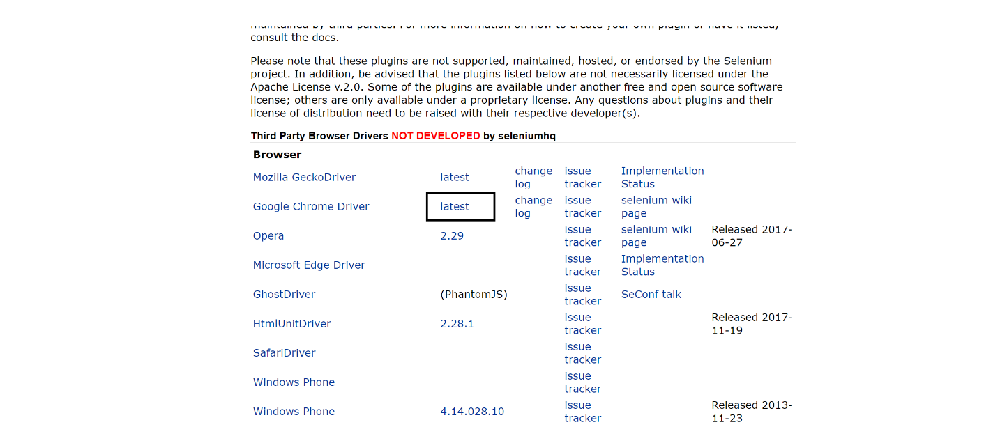 maintained by third parties. For more information on how to create your own plugin or have it listed,
consult the docs.
Please note that these plugins are not supported, maintained, hosted, or endorsed by the Selenium
project. In addition, be advised that the plugins listed below are not necessarily licensed under the
Apache License v.2.0. Some of the plugins are available under another free and open source software
license; others are only available under a proprietary license. Any questions about plugins and their
license of distribution need to be raised with their respective developer(s).
Third Party Browser Drivers NOT DEVELOPED by seleniumhq
Browser
Mozilla GeckoDriver latest change log issue tracker Implementation Status
Google Chrome Driver latest change log issue tracker selenium wiki page
Opera 2.29 issue tracker selenium wiki page Released 2017-06-27
Microsoft Edge Driver issue tracker Implementation Status
GhostDriver (PhantomJS) issue tracker SeConf talk
HtmlUnitDriver 2.28.1 issue tracker Released 2017-11-19
SafariDriver issue tracker
Windows Phone issue tracker
Windows Phone 4.14.028.10 issue tracker Released 2013-11-23